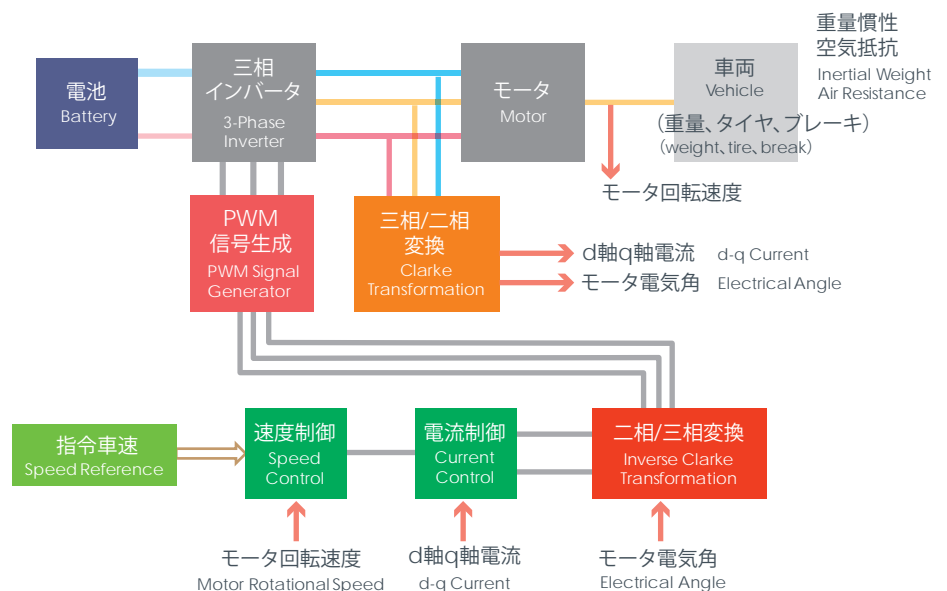 電池
Battery
三相
インバータ
3-Phase
Inverter
モータ
Motor
車両
Vehicle
(重量、タイヤ、ブレーキ)
(weight、tire、break)
重量慣性
空気抵抗
Inertial Weight
Air Resistance
モータ回転速度
PWM
信号生成
PWM Signal
Generator
三相/二相
変換
Clarke
Transformation
d軸q軸電流 d-q Current
モータ電気角 Electrical Angle
指令車速
Speed Reference
速度制御
Speed
Control
電流制御
Current
Control
二相/三相変換
Inverse Clarke
Transformation
モータ回転速度
Motor Rotational Speed
d軸q軸電流
d-q Current
モータ電気角
Electrical Angle